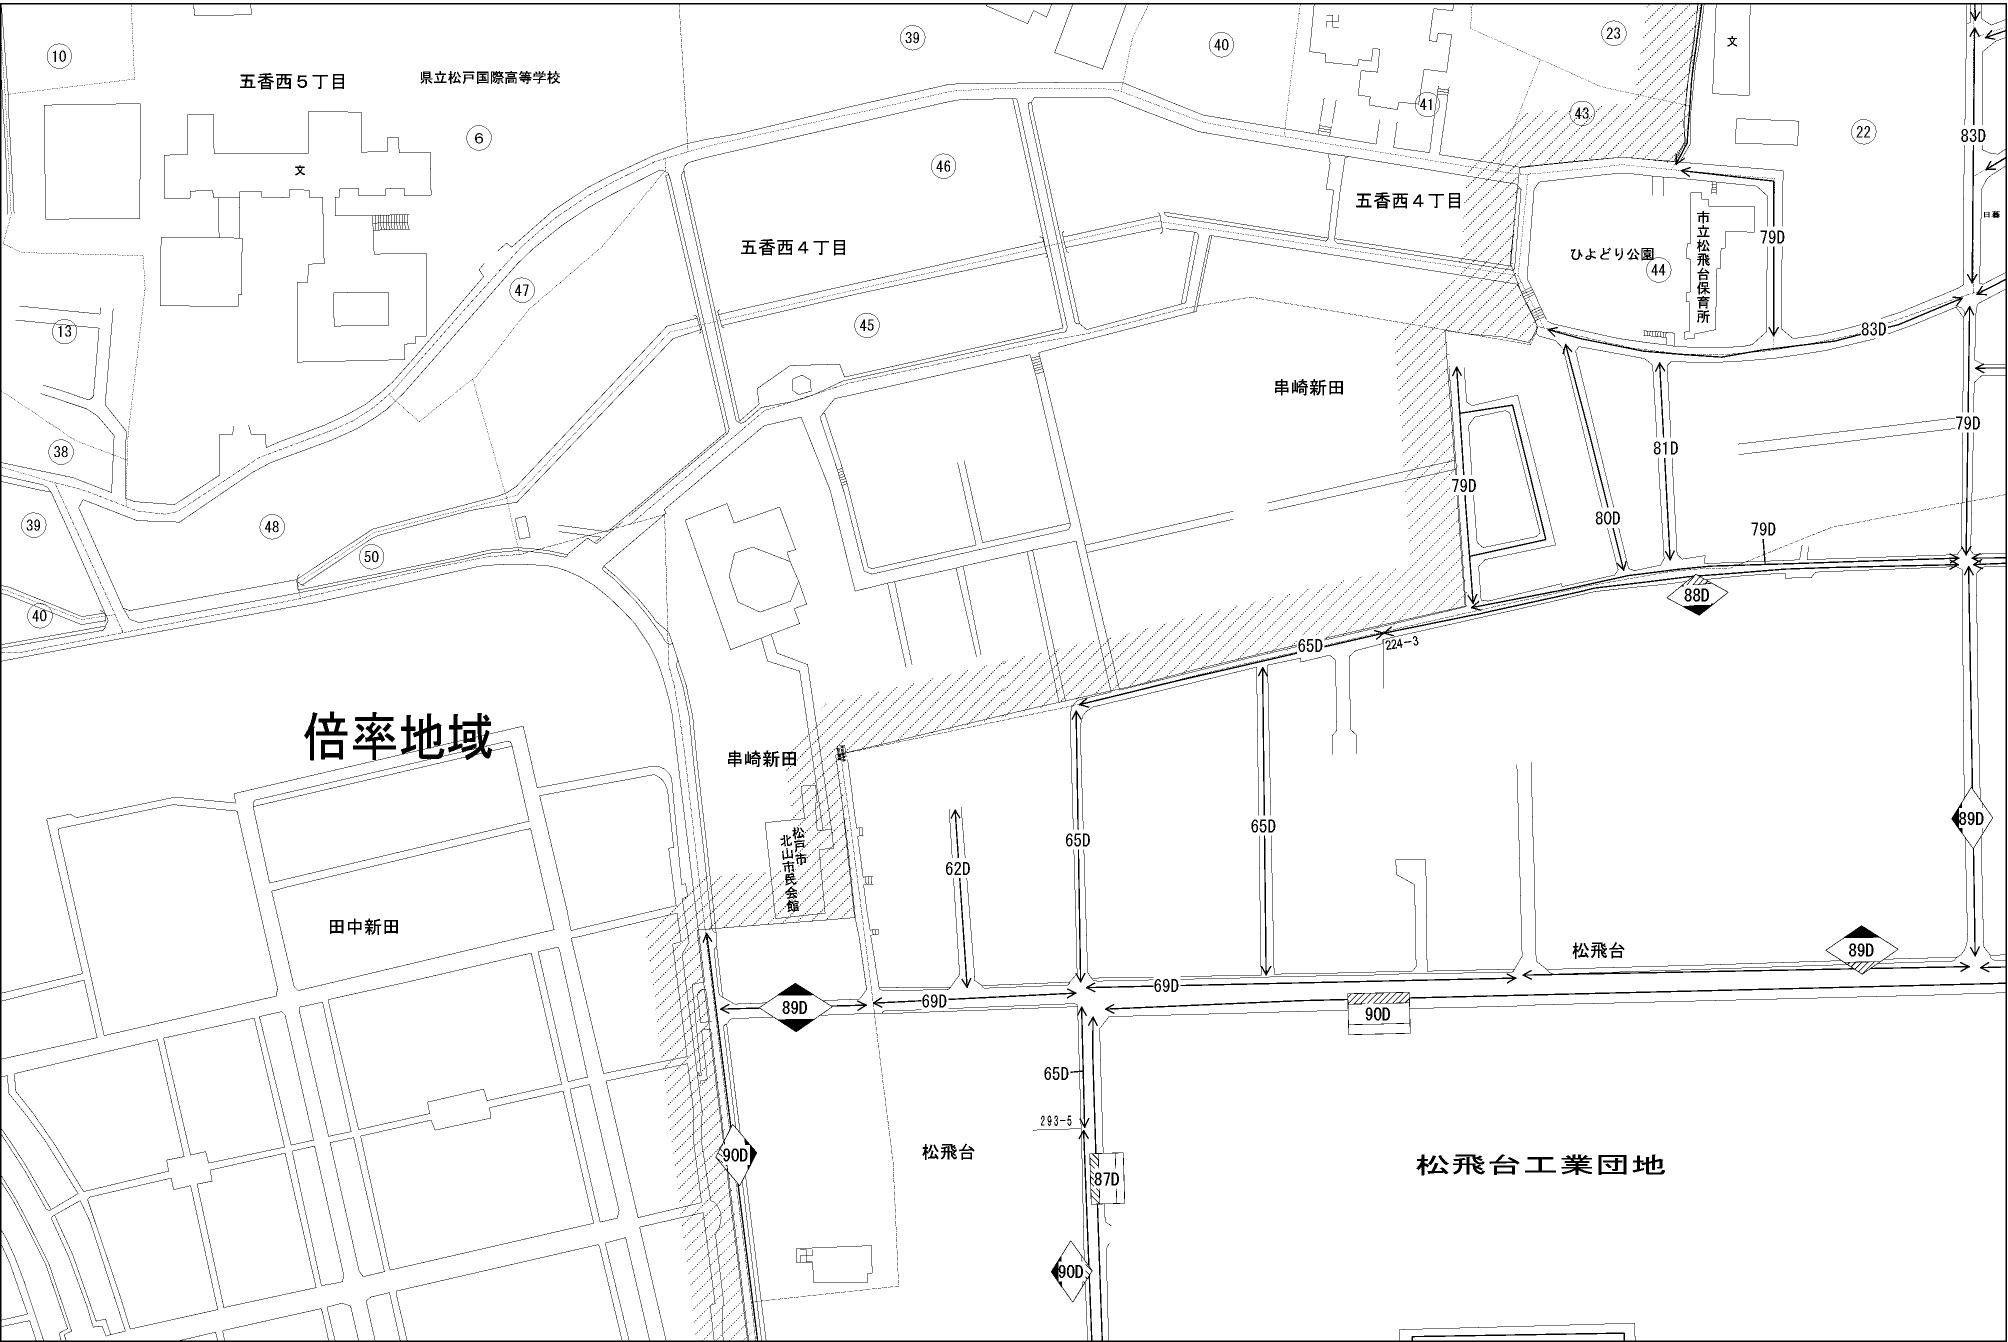 10
五香西5丁目
県立松戸国際高等学校
39
40
23
文
41
43
22
83D
6
文
46
五香西4丁目
日暮
市立松飛台保育所
79D
五香西4丁目
ひよどり公園
44
47
13
45
83D
串崎新田
79D
38
81D
79D
39
48
50
80D
79D
40
88D
65D
224-3
倍率地域
串崎新田
89D
松戸市
北山市民会館
65D
65D
62D
田中新田
松飛台
89D
89D
69D
69D
90D
65D
293-5
90D
松飛台
87D
松飛台工業団地
90D